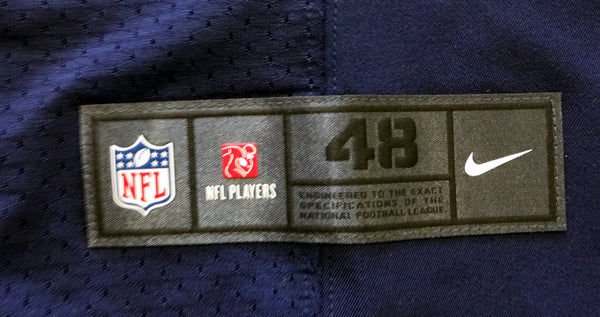 NFL
NFL PLAYERS
48
ENGINEERED TO THE EXACT
SPECIFICATIONS OF THE
NATIONAL FOOTBALL LEAGUE.